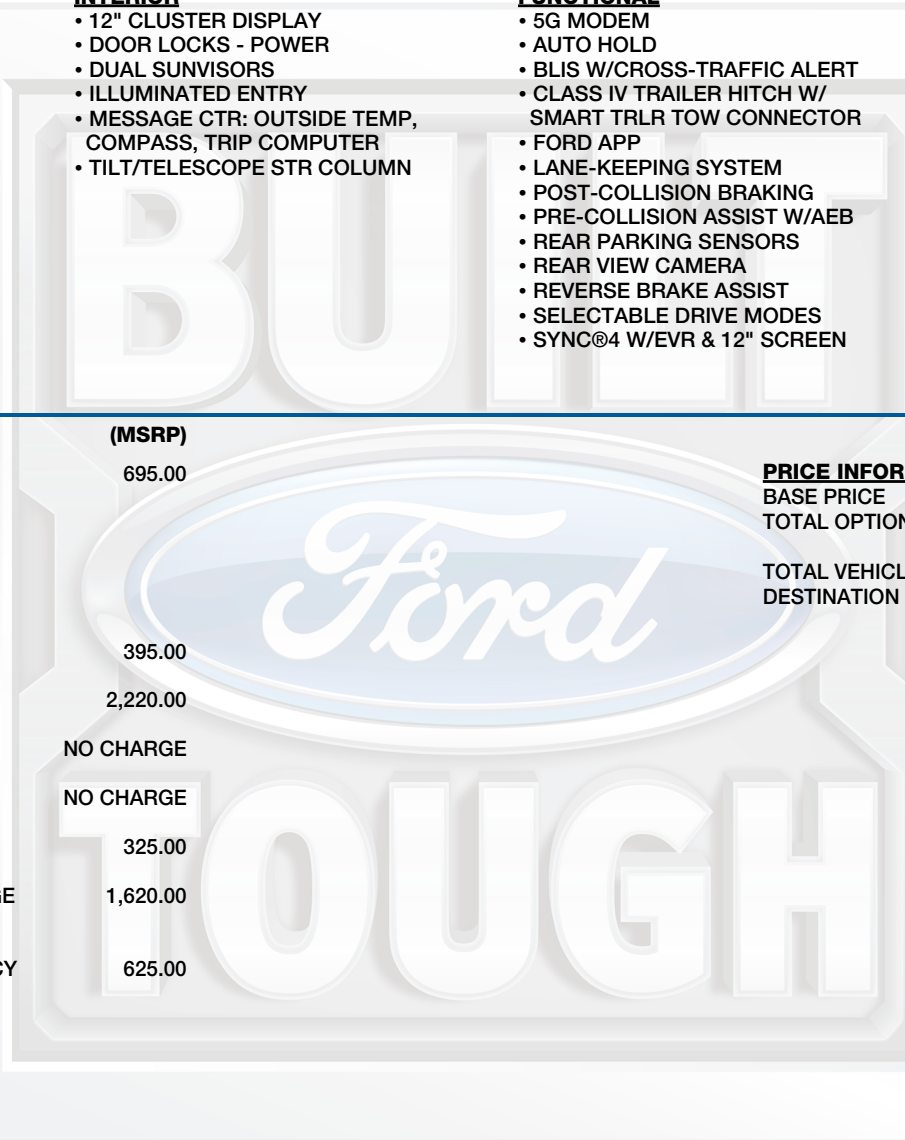 INTERIOR
• 12" CLUSTER DISPLAY
• DOOR LOCKS - POWER
• DUAL SUNVISORS
• ILLUMINATED ENTRY
• MESSAGE CTR: OUTSIDE TEMP,
COMPASS, TRIP COMPUTER
• TILT/TELESCOPE STR COLUMN
FUNCTIONAL
• 5G MODEM
• AUTO HOLD
• BLIS W/CROSS-TRAFFIC ALERT
• CLASS IV TRAILER HITCH W/
SMART TRLR TOW CONNECTOR
• FORD APP
• LANE-KEEPING SYSTEM
• POST-COLLISION BRAKING
• PRE-COLLISION ASSIST W/AEB
• REAR PARKING SENSORS
• REAR VIEW CAMERA
• REVERSE BRAKE ASSIST
• SELECTABLE DRIVE MODES
• SYNC®4 W/EVR & 12" SCREEN
BUILT
Ford
TOUGH
(MSRP)
695.00
395.00
2,220.00
NO CHARGE
NO CHARGE
325.00
GE 1,620.00
CY 625.00
PRICE INFOR
BASE PRICE
TOTAL OPTION
TOTAL VEHICL
DESTINATION